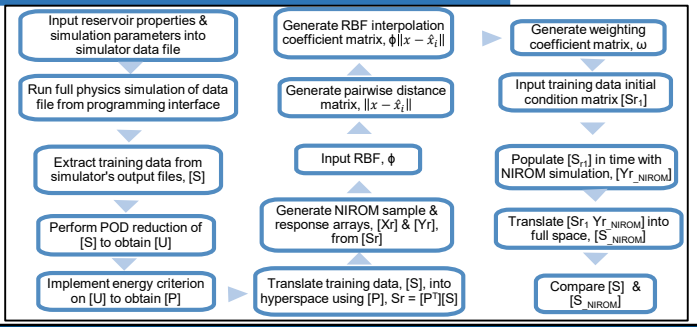 Input reservoir properties &
simulation parameters into
simulator data file
Run full physics simulation of data
file from programming interface
Extract training data from
simulator's output files, [S]
Perform POD reduction of
[S] to obtain [U]
Implement energy criterion
on [U] to obtain [P]
Translate training data, [S], into
hyperspace using [P], Sr = [Pᵀ][S]
Generate NIROM sample &
response arrays, [Xr] & [Yr],
from [Sr]
Input RBF, ϕ
Generate pairwise distance
matrix, ‖x − x̂ᵢ‖
Generate RBF interpolation
coefficient matrix, ϕ‖x − x̂ᵢ‖
Generate weighting
coefficient matrix, ω
Input training data initial
condition matrix [Sr₁]
Populate [Sᵣ₁] in time with
NIROM simulation, [Yr_NIROM]
Translate [Sr₁ Yr_NIROM] into
full space, [S_NIROM]
Compare [S] &
[S_NIROM]